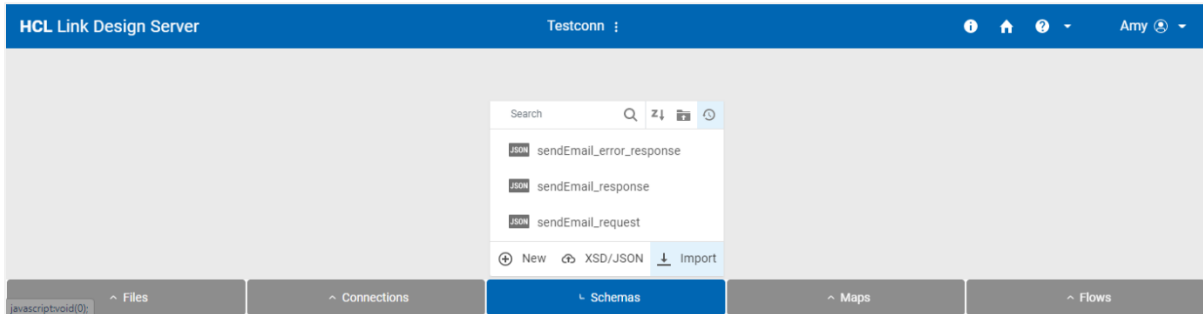 HCL Link Design Server
Testconn
Amy
Search
JSON sendEmail_error_response
JSON sendEmail_response
JSON sendEmail_request
New XSD/JSON Import
Files Connections Schemas Maps Flows
javascript:void(0);